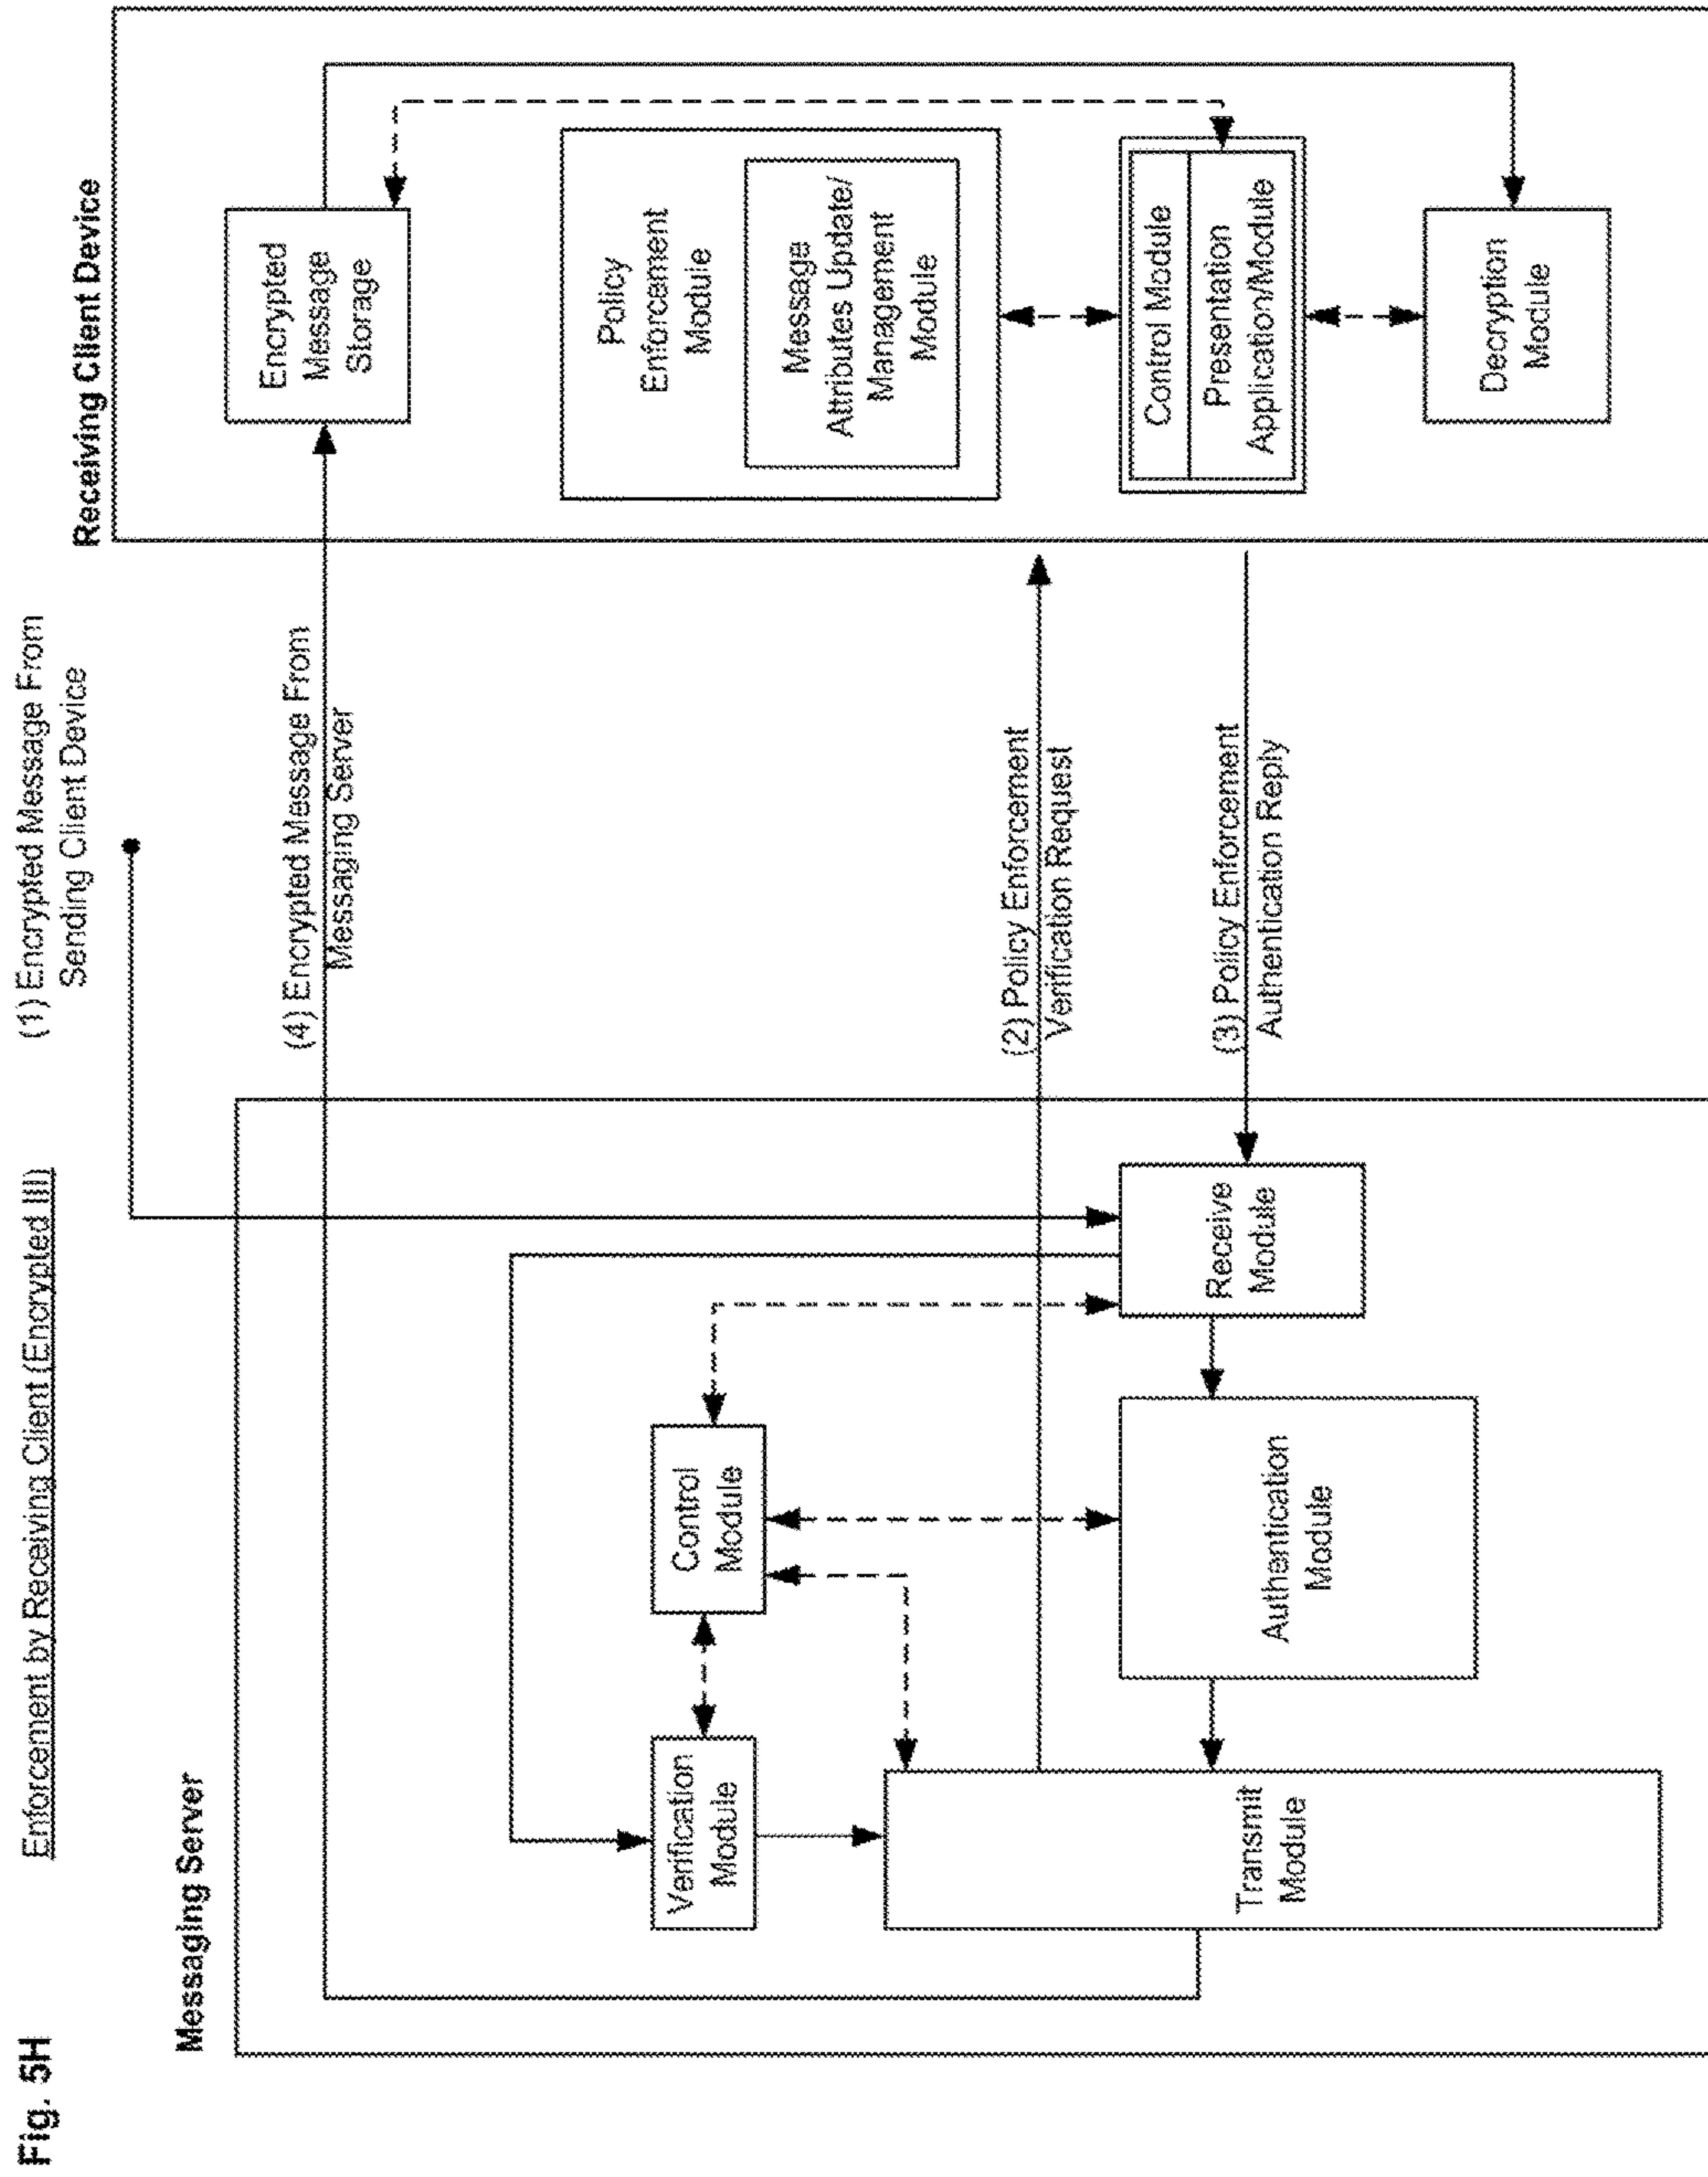 Fig. 5H
Enforcement by Receiving Client (Encrypted III)
(1) Encrypted Message From
Sending Client Device
Messaging Server
Receiving Client Device
(4) Encrypted Message From
Messaging Server
Encrypted
Message
Storage
Verification
Module
Control
Module
Policy
Enforcement
Module
Message
Attributes Update/
Management
Module
(2) Policy Enforcement
Verification Request
Transmit
Module
Authentication
Module
Receive
Module
(3) Policy Enforcement
Authentication Reply
Control Module
Presentation
Application/Module
Decryption
Module